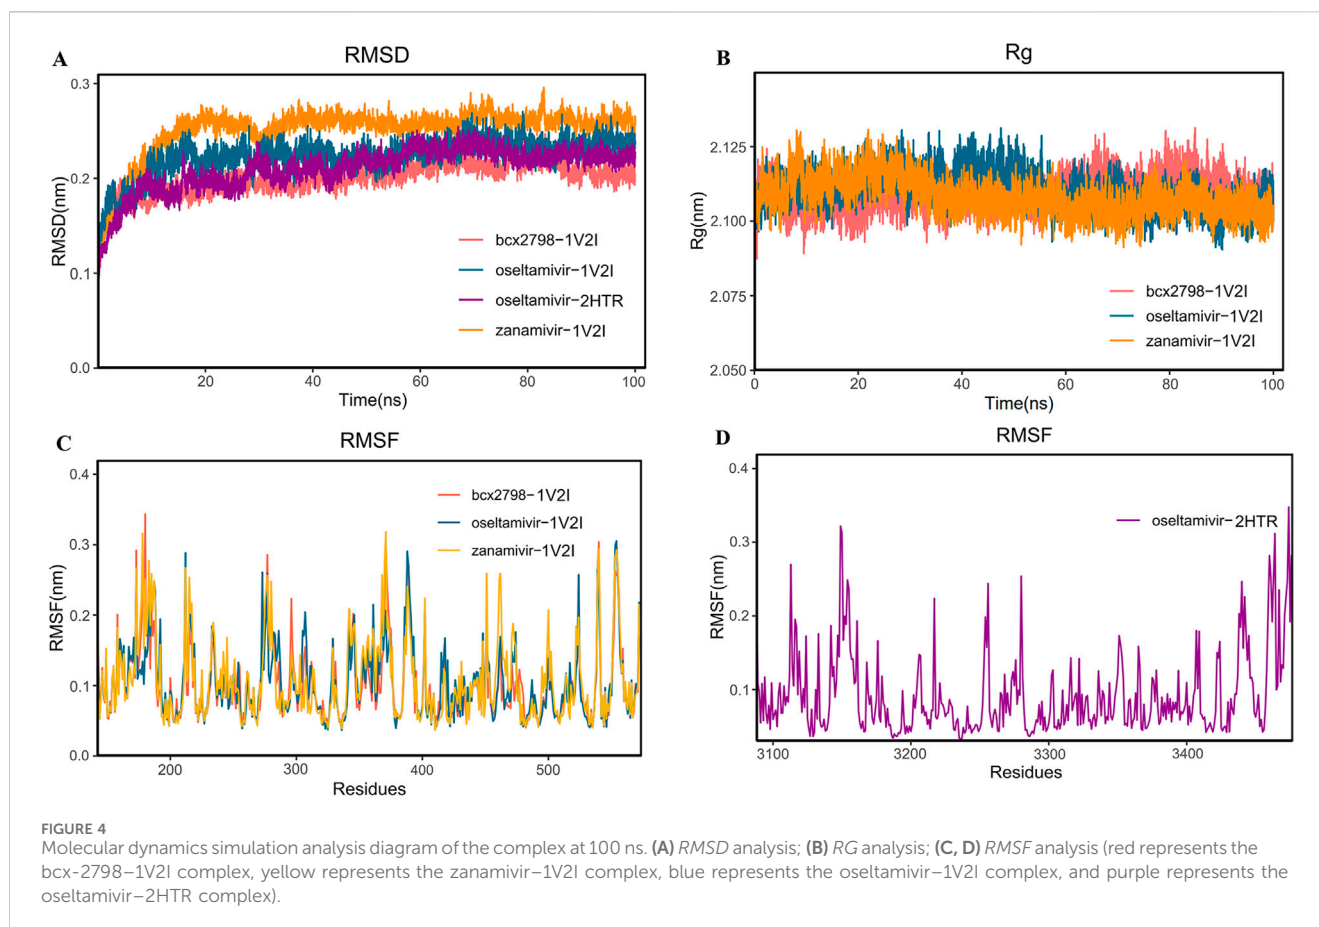 A
RMSD
RMSD(nm)
0.3
0.2
0.1
0.0
bcx2798−1V2I
oseltamivir−1V2I
oseltamivir−2HTR
zanamivir−1V2I
20 40 60 80 100
Time(ns)
B
Rg
Rg(nm)
2.125
2.100
2.075
2.050
bcx2798−1V2I
oseltamivir−1V2I
zanamivir−1V2I
0 20 40 60 80 100
Time(ns)
C
RMSF
RMSF(nm)
0.4
0.3
0.2
0.1
0.0
bcx2798−1V2I
oseltamivir−1V2I
zanamivir−1V2I
200 300 400 500
Residues
D
RMSF
RMSF(nm)
0.4
0.3
0.2
0.1
oseltamivir−2HTR
3100 3200 3300 3400
Residues
FIGURE 4
Molecular dynamics simulation analysis diagram of the complex at 100 ns. (A) RMSD analysis; (B) RG analysis; (C, D) RMSF analysis (red represents the
bcx-2798–1V2I complex, yellow represents the zanamivir–1V2I complex, blue represents the oseltamivir–1V2I complex, and purple represents the
oseltamivir–2HTR complex).